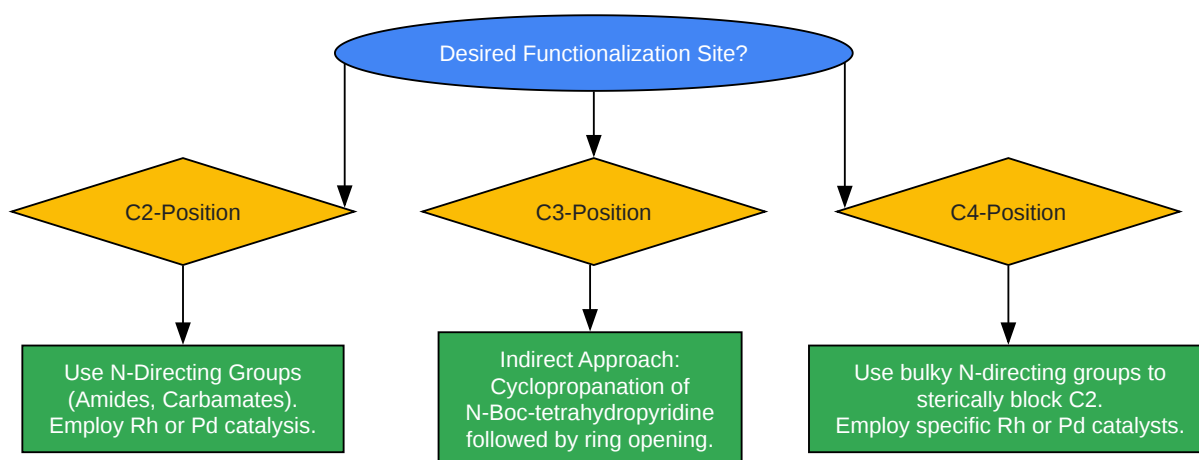 Desired Functionalization Site?
C2-Position
C3-Position
C4-Position
Use N-Directing Groups
(Amides, Carbamates).
Employ Rh or Pd catalysis.
Indirect Approach:
Cyclopropanation of
N-Boc-tetrahydropyridine
followed by ring opening.
Use bulky N-directing groups to
sterically block C2.
Employ specific Rh or Pd catalysts.